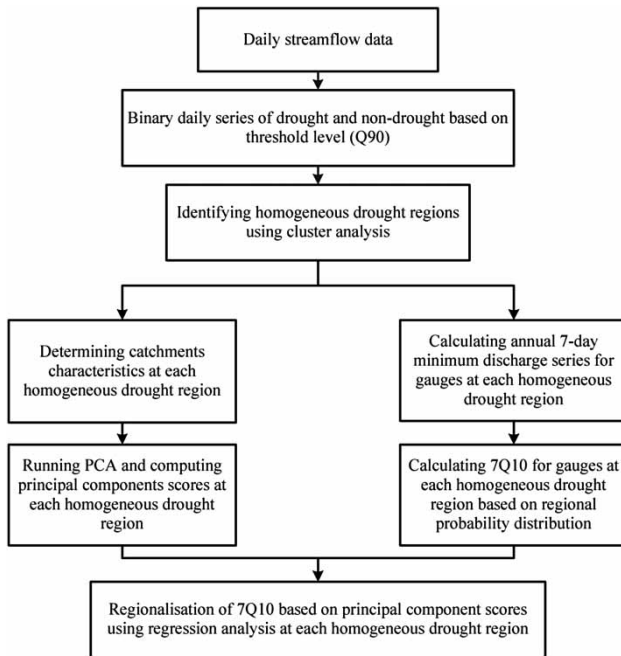 Daily streamflow data
Binary daily series of drought and non-drought based on
threshold level (Q90)
Identifying homogeneous drought regions
using cluster analysis
Determining catchments
characteristics at each
homogeneous drought region
Calculating annual 7-day
minimum discharge series for
gauges at each homogeneous
drought region
Running PCA and computing
principal components scores at
each homogeneous drought
region
Calculating 7Q10 for gauges at
each homogeneous drought
region based on regional
probability distribution
Regionalisation of 7Q10 based on principal component scores
using regression analysis at each homogeneous drought region